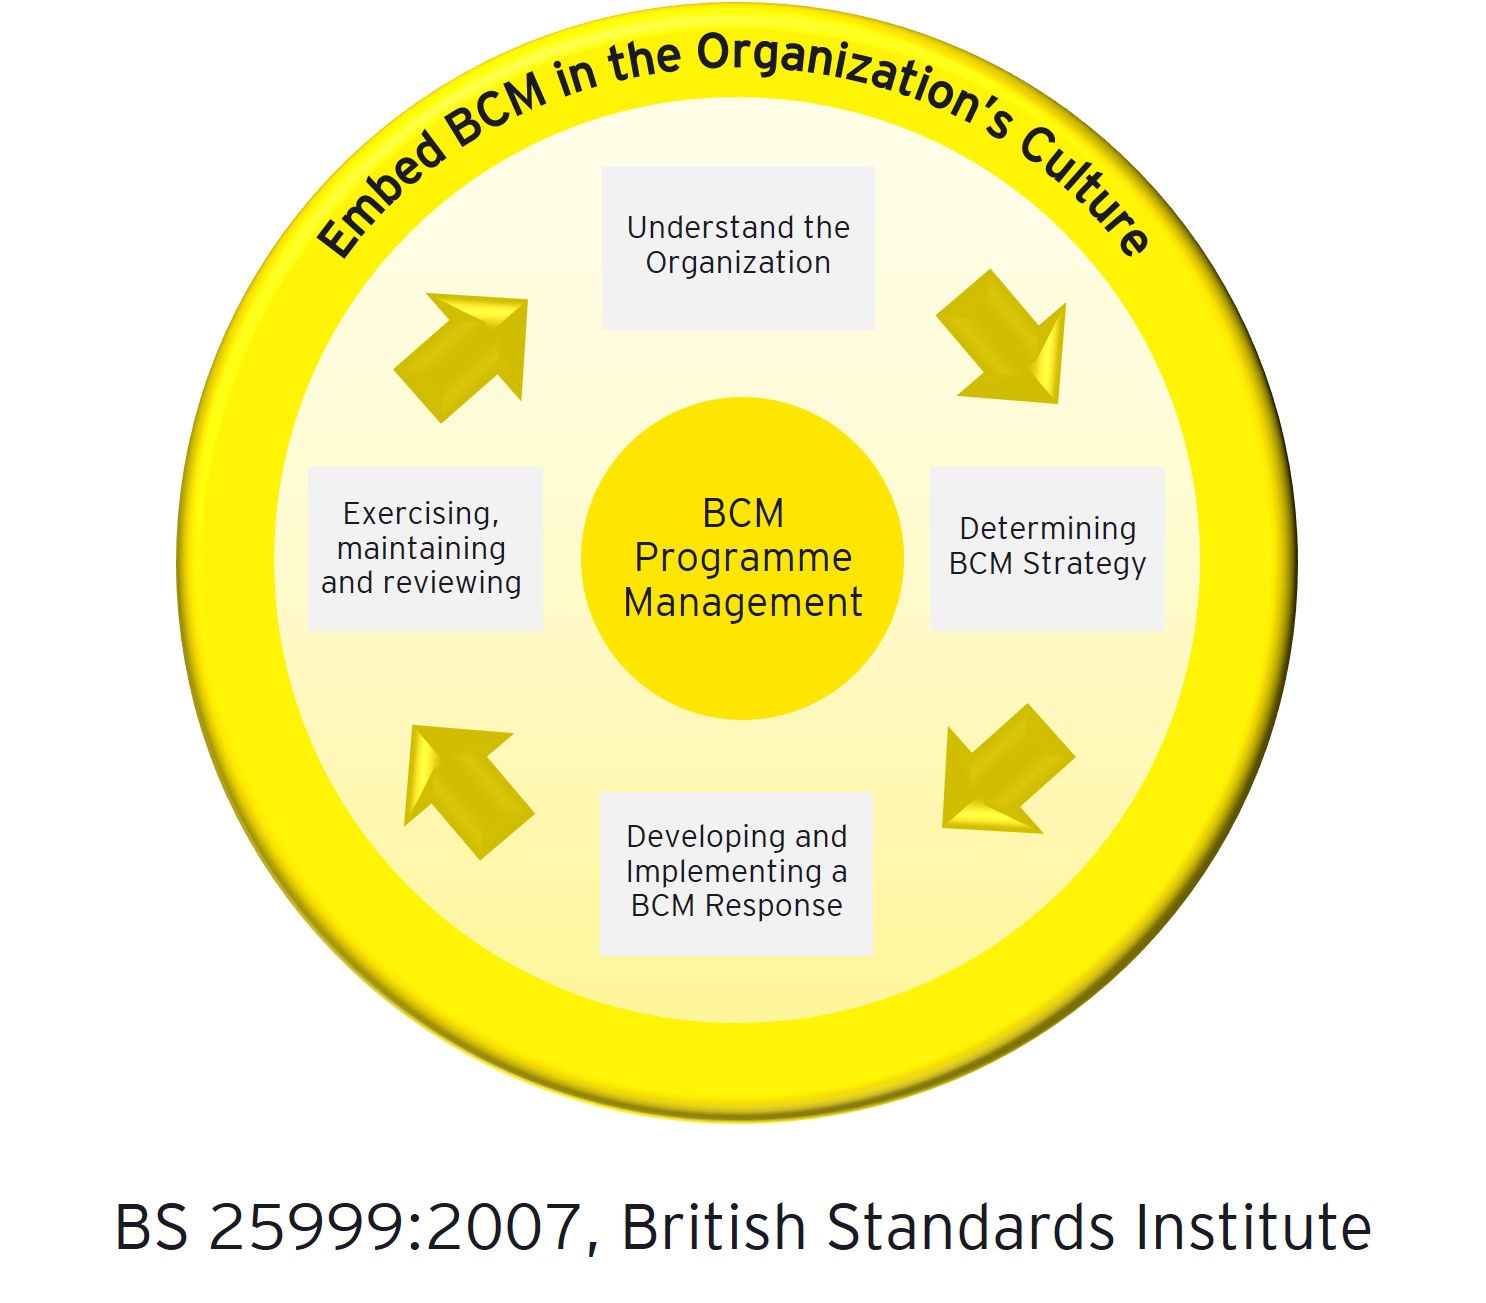 Embed BCM in the Organization's Culture
Understand the
Organization
Exercising,
maintaining
and reviewing
BCM
Programme
Management
Determining
BCM Strategy
Developing and
Implementing a
BCM Response
BS 25999:2007, British Standards Institute